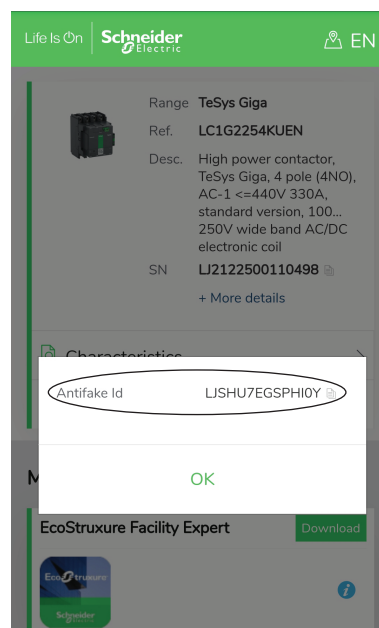 Life Is On
Schneider
Electric
EN
Range TeSys Giga
Ref. LC1G2254KUEN
Desc. High power contactor,
TeSys Giga, 4 pole (4NO),
AC-1 <=440V 330A,
standard version, 100...
250V wide band AC/DC
electronic coil
SN LJ2122500110498
+ More details
Characteristics
Antifake Id LJSHU7EGSPHI0Y
OK
M
EcoStruxure Facility Expert
Download
EcoStruxure
Schneider
i